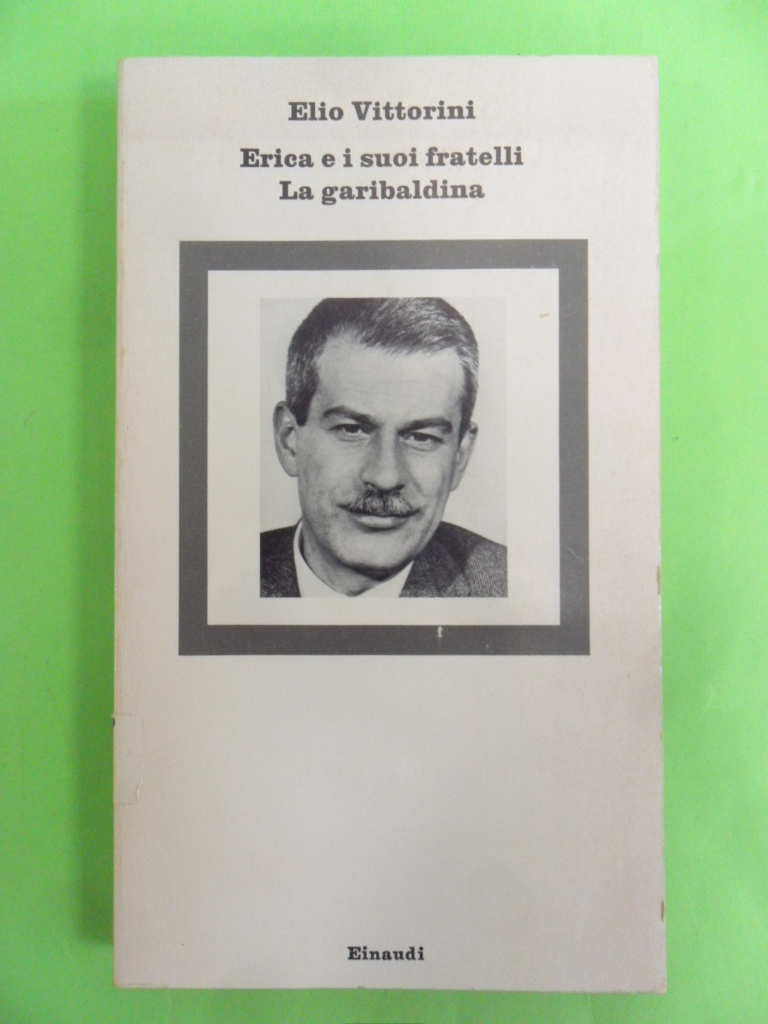 Elio Vittorini
Erica e i suoi fratelli
La garibaldina
Einaudi